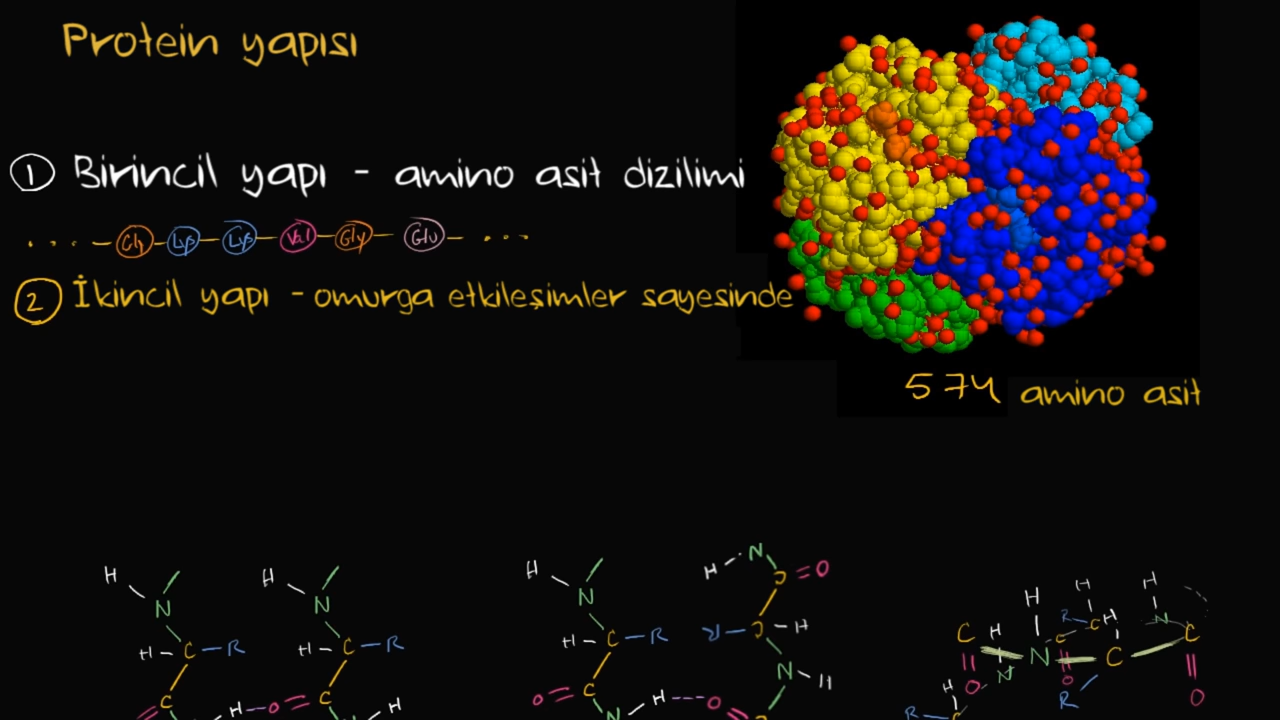 Protein yapısı
1 Birincil yapı - amino asit dizilimi
.... Gly Lys Lys Val Gly Glu ....
2 İkincil yapı - omurga etkileşimler sayesinde
574 amino asit
H N H N H N H N C = O
H - C - R H - C - R H - C - R R - C - H
C H O = C H O = C N H - - - O N - H
H H H
C H N C R C H C N C
O H N O R O
H R C